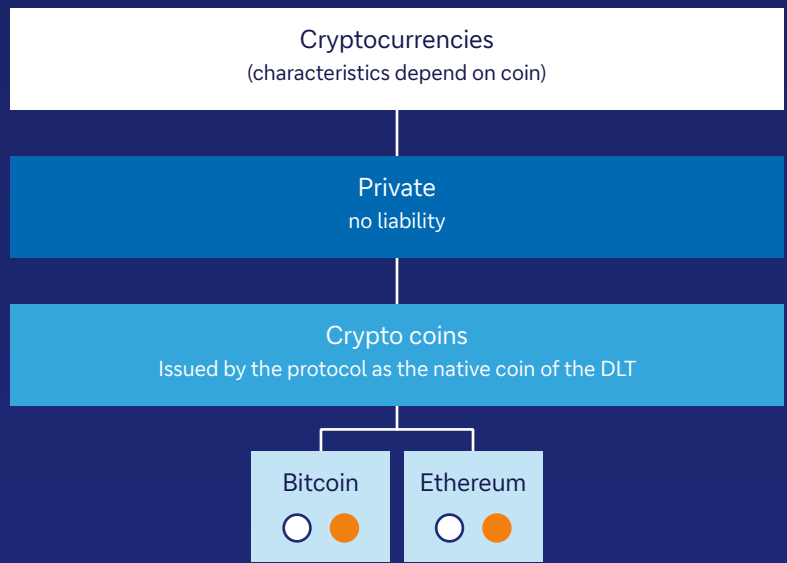 Cryptocurrencies
(characteristics depend on coin)
Private
no liability
Crypto coins
Issued by the protocol as the native coin of the DLT
Bitcoin
Ethereum